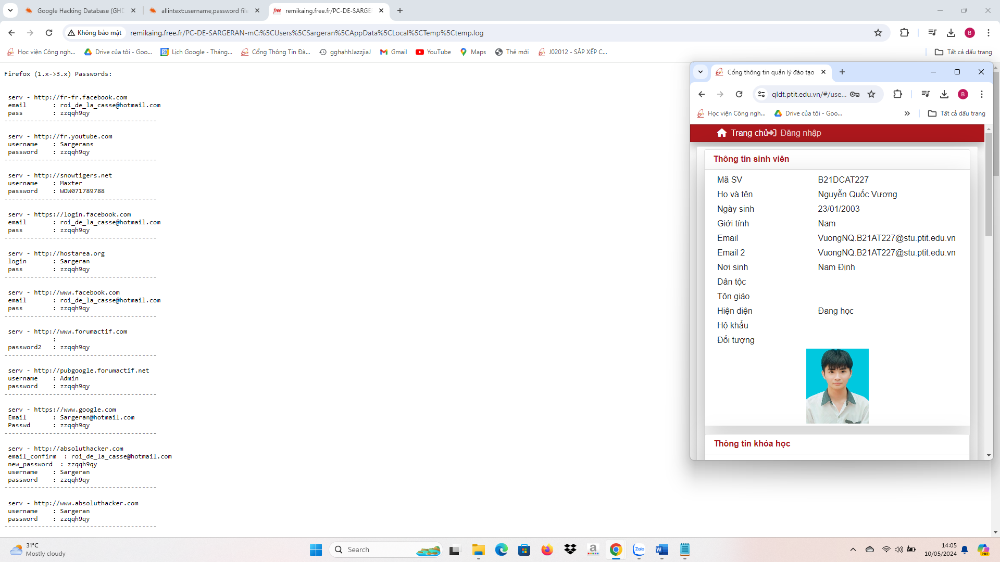 Google Hacking Database (GHD
allintext:username,password file
free remikaing.free.fr/PC-DE-SARGER
Không bảo mật
remikaing.free.fr/PC-DE-SARGERAN-mC:%5CUsers%5CSargeran%5CAppData%5CLocal%5CTemp%5Ctemp.log
B
Học viện Công ngh...
Drive của tôi - Goo...
28 Lịch Google - Tháng...
Cổng Thông Tin Đà...
gghạhhJazzjiaJ
Gmail
YouTube
Maps
Thẻ mới
J02012 - SẮP XẾP C...
Tất cả dấu trang
Firefox (1.x->3.x) Passwords:
serv - http://fr-fr.facebook.com
email : roi_de_la_casse@hotmail.com
pass : zzqqh9qy
-----------------------------------------
serv - http://fr.youtube.com
username : Sargerans
password : zzqqh9qy
-----------------------------------------
serv - http://snowtigers.net
username : Maxter
password : WOW071789788
-----------------------------------------
serv - https://login.facebook.com
email : roi_de_la_casse@hotmail.com
pass : zzqqh9qy
-----------------------------------------
serv - http://hostarea.org
login : Sargeran
pass : zzqqh9qy
-----------------------------------------
serv - http://www.facebook.com
email : roi_de_la_casse@hotmail.com
pass : zzqqh9qy
-----------------------------------------
serv - http://www.forumactif.com
:
password2 : zzqqh9qy
-----------------------------------------
serv - http://pubgoogle.forumactif.net
username : Admin
password : zzqqh9qy
-----------------------------------------
serv - https://www.google.com
Email : Sargeran@hotmail.com
Passwd : zzqqh9qy
-----------------------------------------
serv - http://absoluthacker.com
email_confirm : roi_de_la_casse@hotmail.com
new_password : zzqqh9qy
username : Sargeran
password : zzqqh9qy
-----------------------------------------
serv - http://www.absoluthacker.com
username : Sargeran
password : zzqqh9qy
-----------------------------------------
Cổng thông tin quản lý đào tạo
qldt.ptit.edu.vn/#/use...
B
Học viện Công ngh...
Drive của tôi - Goo...
Tất cả dấu trang
Trang chủ Đăng nhập
Thông tin sinh viên
Mã SV B21DCAT227
Họ và tên Nguyễn Quốc Vượng
Ngày sinh 23/01/2003
Giới tính Nam
Email VuongNQ.B21AT227@stu.ptit.edu.vn
Email 2 VuongNQ.B21AT227@stu.ptit.edu.vn
Nơi sinh Nam Định
Dân tộc
Tôn giáo
Hiện diện Đang học
Hộ khẩu
Đối tượng
Thông tin khóa học
31°C
Mostly cloudy
Search
a
Zalo
W
14:05
10/05/2024
PRE